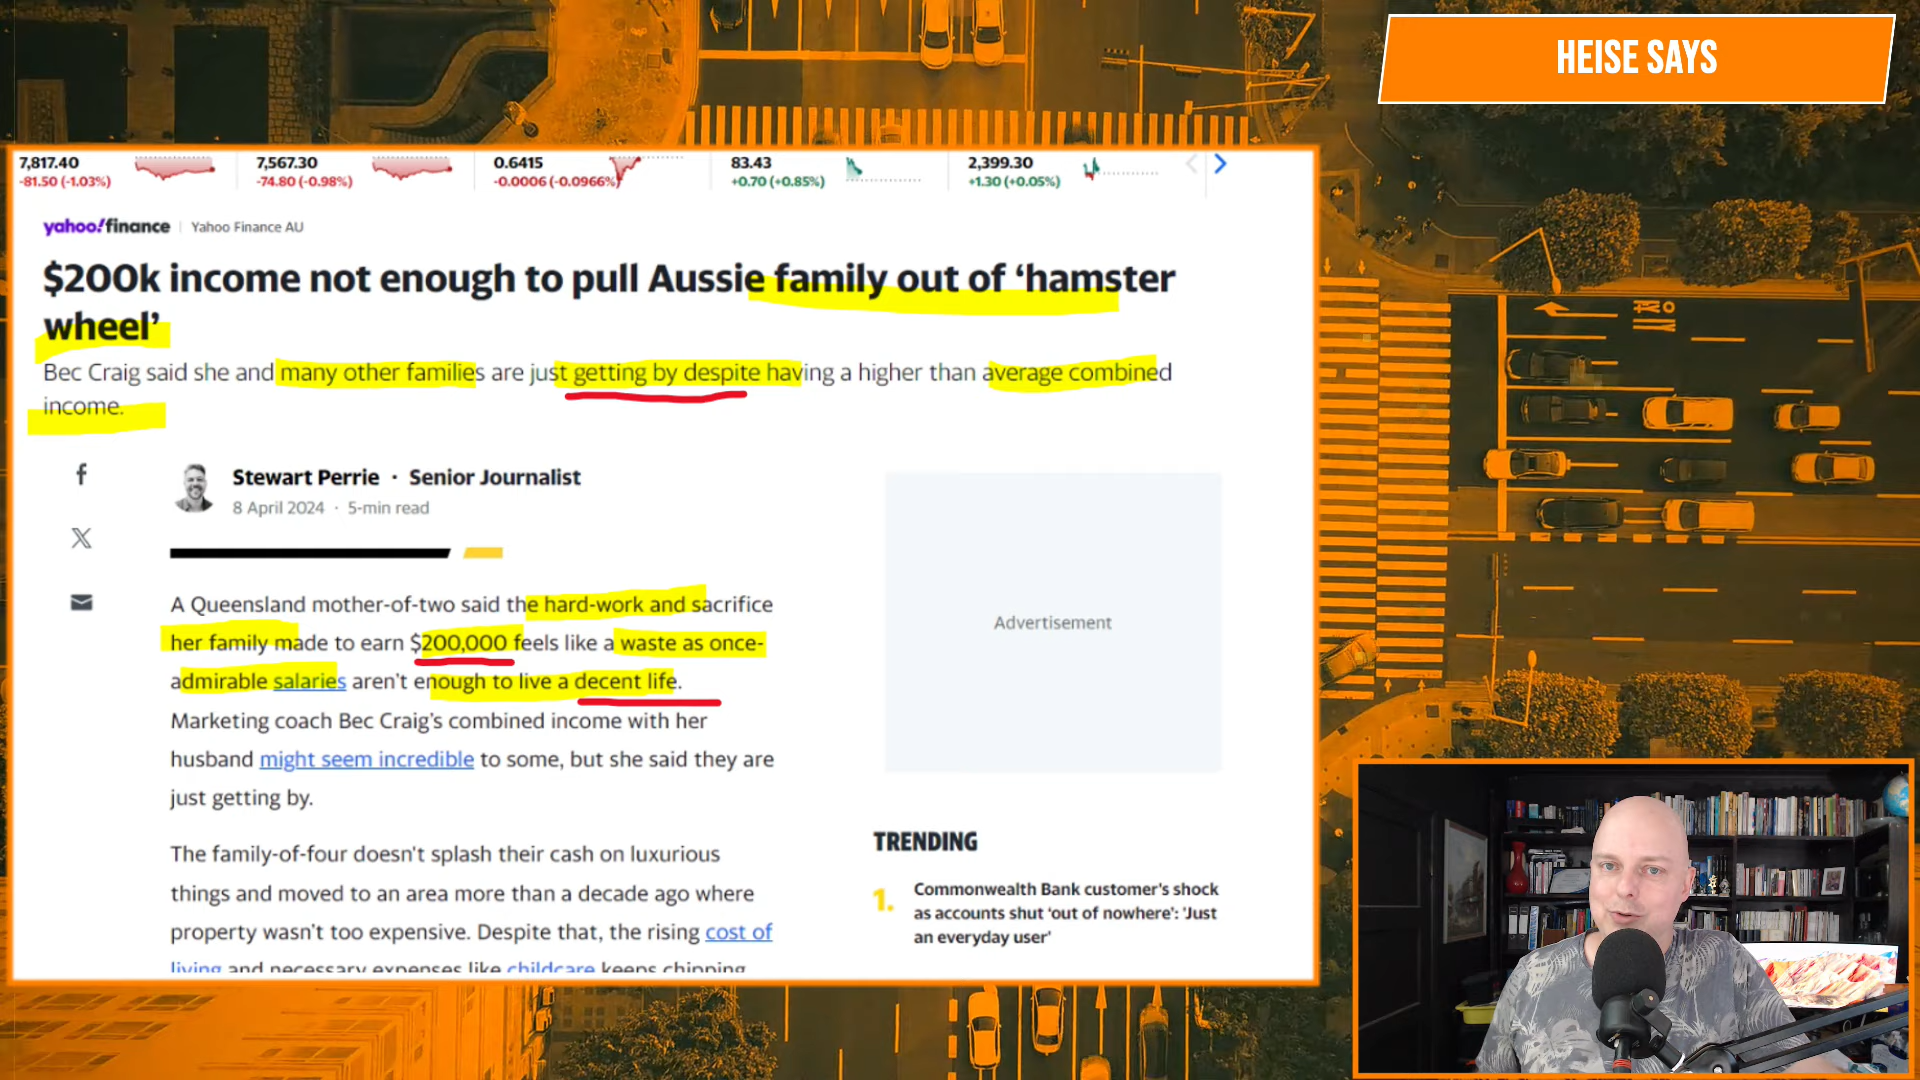 HEISE SAYS
7,817.40
-81.50 (-1.03%)
7,567.30
-74.80 (-0.98%)
0.6415
-0.0006 (-0.0966%)
83.43
+0.70 (+0.85%)
2,399.30
+1.30 (+0.05%)
yahoo!finance | Yahoo Finance AU
$200k income not enough to pull Aussie family out of ‘hamster
wheel’
Bec Craig said she and many other families are just getting by despite having a higher than average combined
income.
Stewart Perrie · Senior Journalist
8 April 2024 · 5-min read
A Queensland mother-of-two said the hard-work and sacrifice
her family made to earn $200,000 feels like a waste as once-
admirable salaries aren't enough to live a decent life.
Marketing coach Bec Craig’s combined income with her
husband might seem incredible to some, but she said they are
just getting by.
The family-of-four doesn't splash their cash on luxurious
things and moved to an area more than a decade ago where
property wasn't too expensive. Despite that, the rising cost of
living and necessary expenses like childcare keeps chipping
Advertisement
TRENDING
1. Commonwealth Bank customer's shock
as accounts shut 'out of nowhere': 'Just
an everyday user'